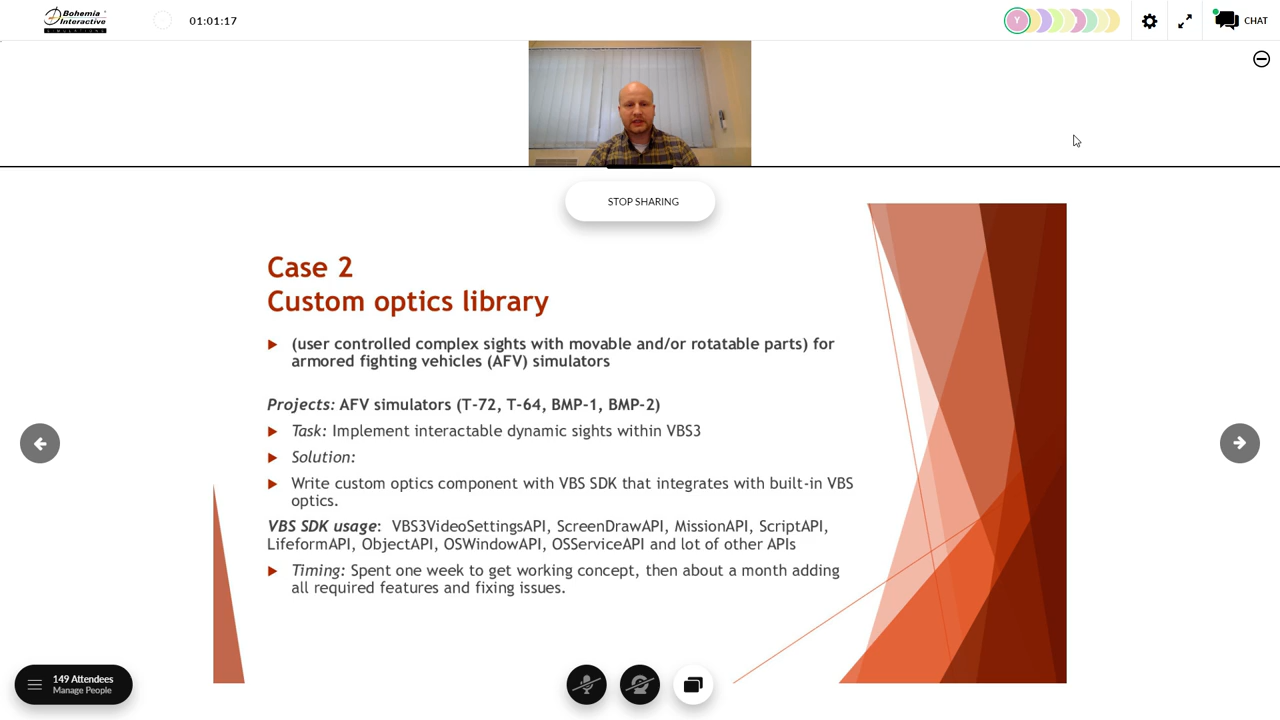 Bohemia
Interactive
SIMULATIONS
01:01:17
Y
CHAT
STOP SHARING
Case 2
Custom optics library
(user controlled complex sights with movable and/or rotatable parts) for
armored fighting vehicles (AFV) simulators
Projects: AFV simulators (T-72, T-64, BMP-1, BMP-2)
Task: Implement interactable dynamic sights within VBS3
Solution:
Write custom optics component with VBS SDK that integrates with built-in VBS
optics.
VBS SDK usage: VBS3VideoSettingsAPI, ScreenDrawAPI, MissionAPI, ScriptAPI,
LifeformAPI, ObjectAPI, OSWindowAPI, OSServiceAPI and lot of other APIs
Timing: Spent one week to get working concept, then about a month adding
all required features and fixing issues.
149 Attendees
Manage People